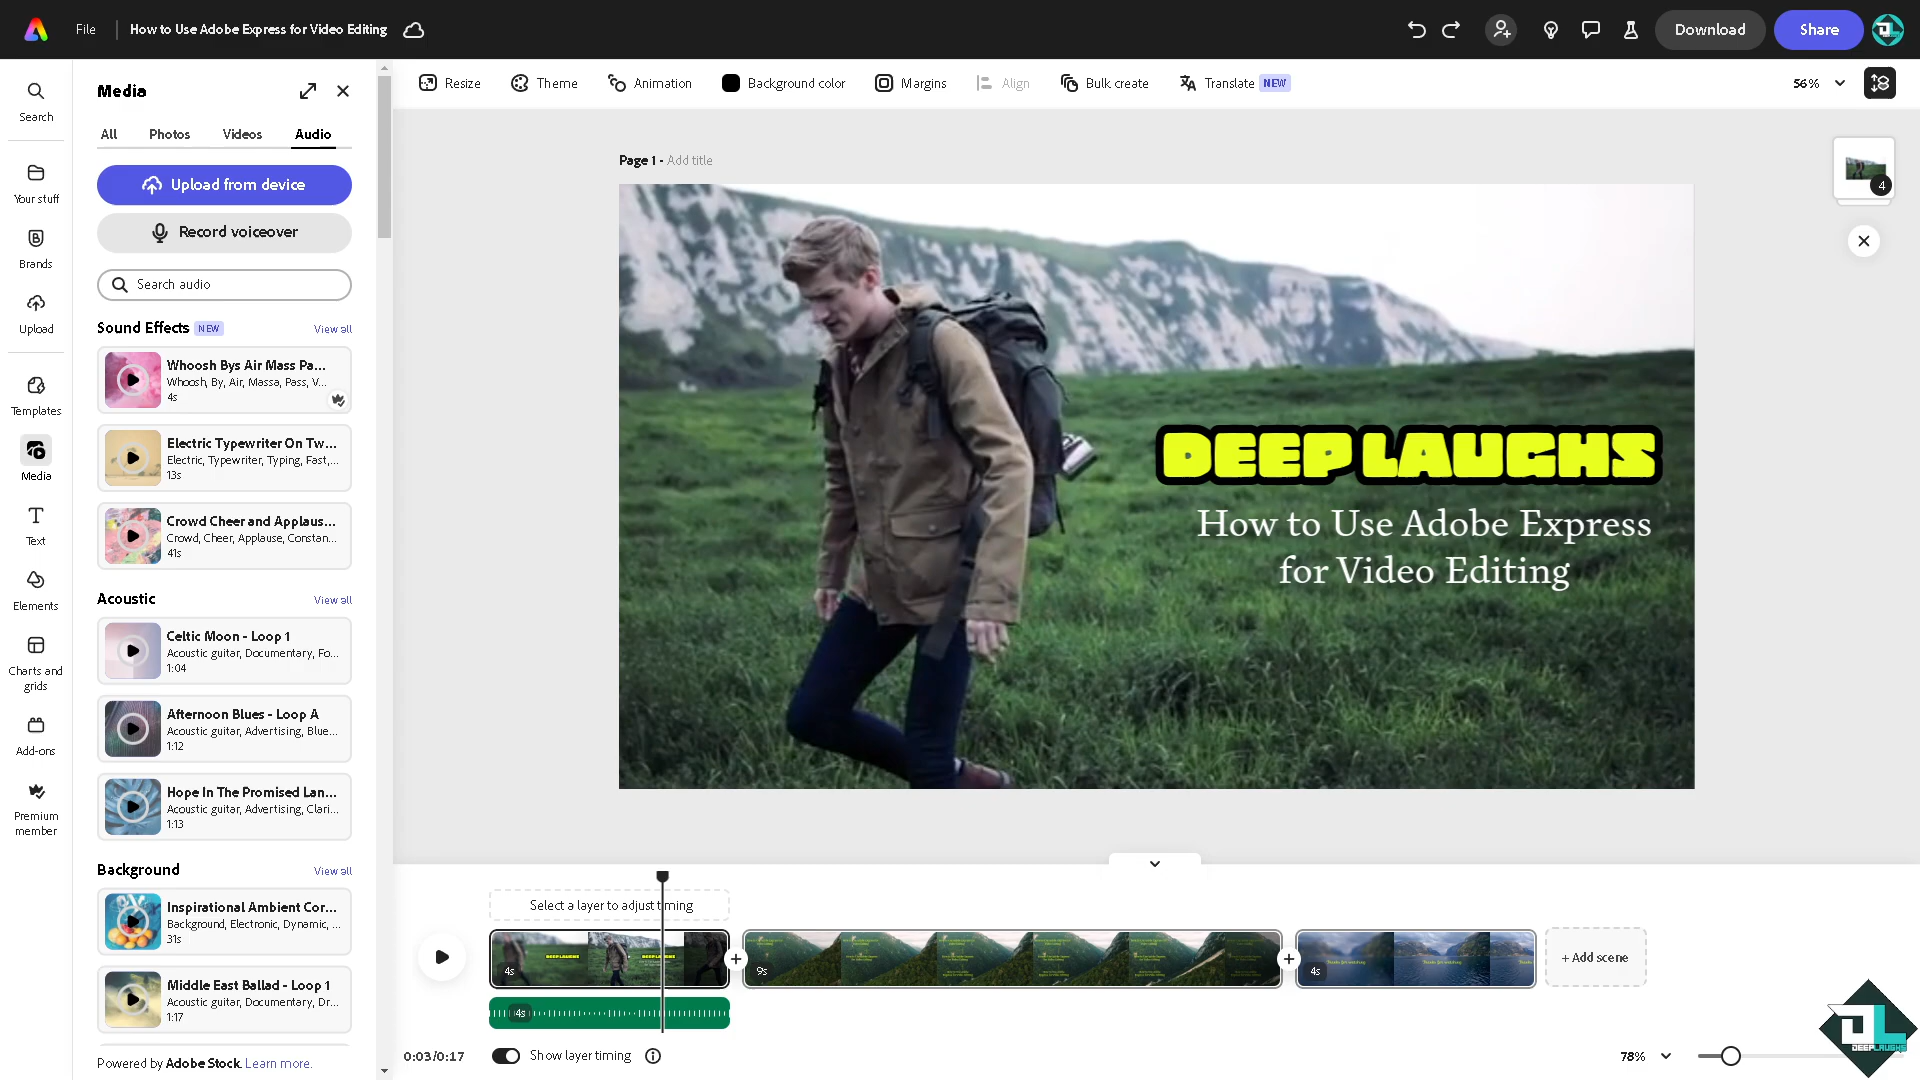 File
How to Use Adobe Express for Video Editing
Download
Share
Search
Your stuff
Brands
Upload
Templates
Media
Text
Elements
Charts and
grids
Add-ons
Premium
member
Media
All Photos Videos Audio
Upload from device
Record voiceover
Search audio
Sound Effects NEW View all
Whoosh Bys Air Mass Pa...
Whoosh, By, Air, Massa, Pass, V...
4s
Electric Typewriter On Tw...
Electric, Typewriter, Typing, Fast,...
13s
Crowd Cheer and Applaus...
Crowd, Cheer, Applause, Constan...
41s
Acoustic View all
Celtic Moon - Loop 1
Acoustic guitar, Documentary, Fo...
1:04
Afternoon Blues - Loop A
Acoustic guitar, Advertising, Blue...
1:12
Hope In The Promised Lan...
Acoustic guitar, Advertising, Clari...
1:13
Background View all
Inspirational Ambient Cor...
Background, Electronic, Dynamic, ...
31s
Middle East Ballad - Loop 1
Acoustic guitar, Documentary, Dr...
1:17
Powered by Adobe Stock. Learn more.
Resize Theme Animation Background color Margins Align Bulk create Translate NEW
56%
Page 1 - Add title
4
DEEP LAUGHS
How to Use Adobe Express
for Video Editing
Select a layer to adjust timing
DEEP LAUGHS DEEP LAUGHS
4s
9s
4s
+ Add scene
4s
0:03/0:17
Show layer timing
78%
DEEPLAUGHS